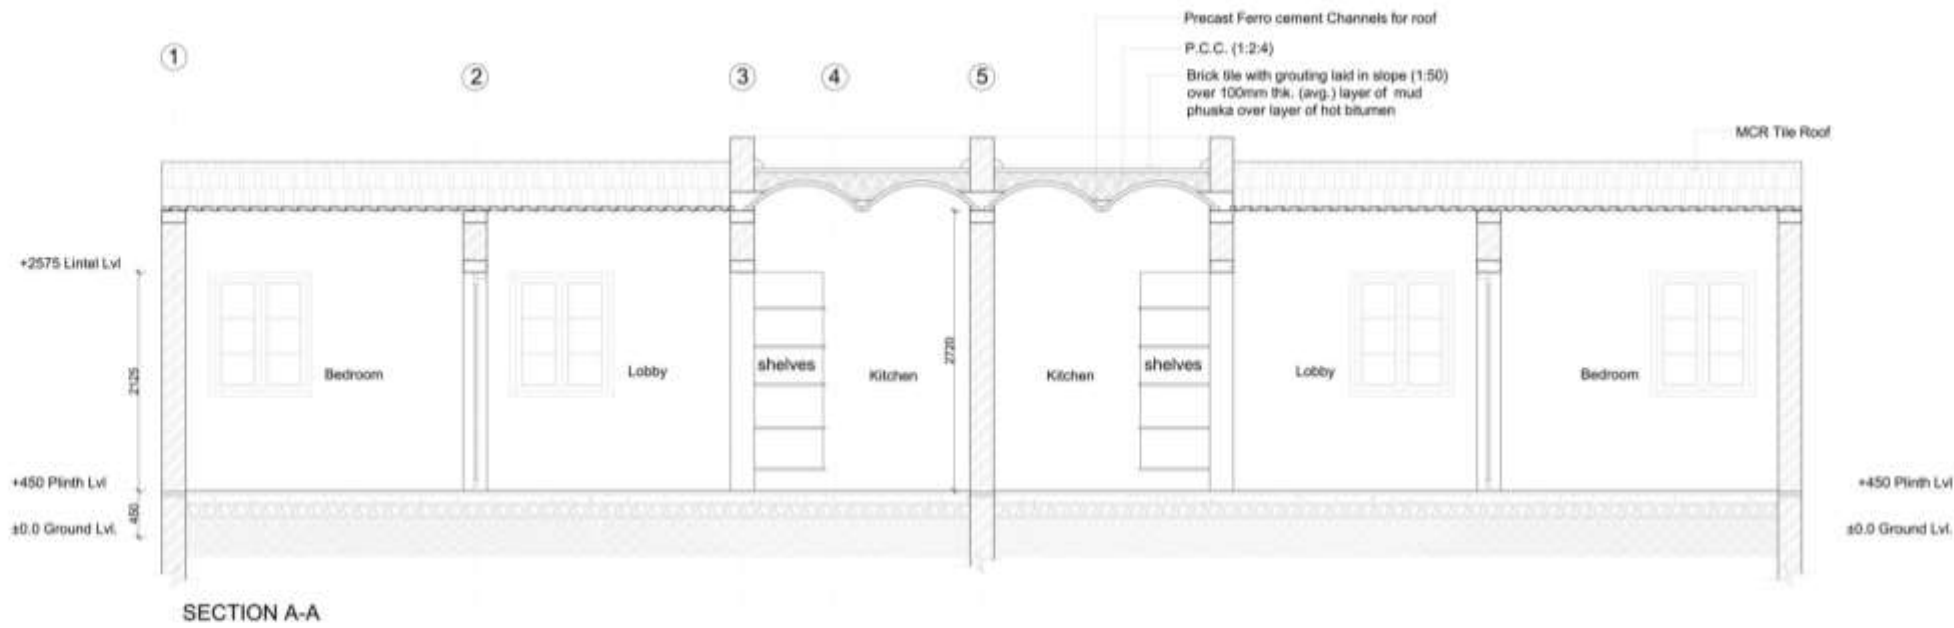 Precast Ferro cement Channels for roof
P.C.C. (1:2:4)
Brick tile with grouting laid in slope (1:50)
over 100mm thk. (avg.) layer of mud
phuska over layer of hot bitumen
MCR Tile Roof
1
2
3
4
5
+2575 Lintel Lvl
2125
Bedroom
Lobby
shelves
Kitchen
2720
Kitchen
shelves
Lobby
Bedroom
+450 Plinth Lvl
450
±0.0 Ground Lvl.
+450 Plinth Lvl
±0.0 Ground Lvl.
SECTION A-A